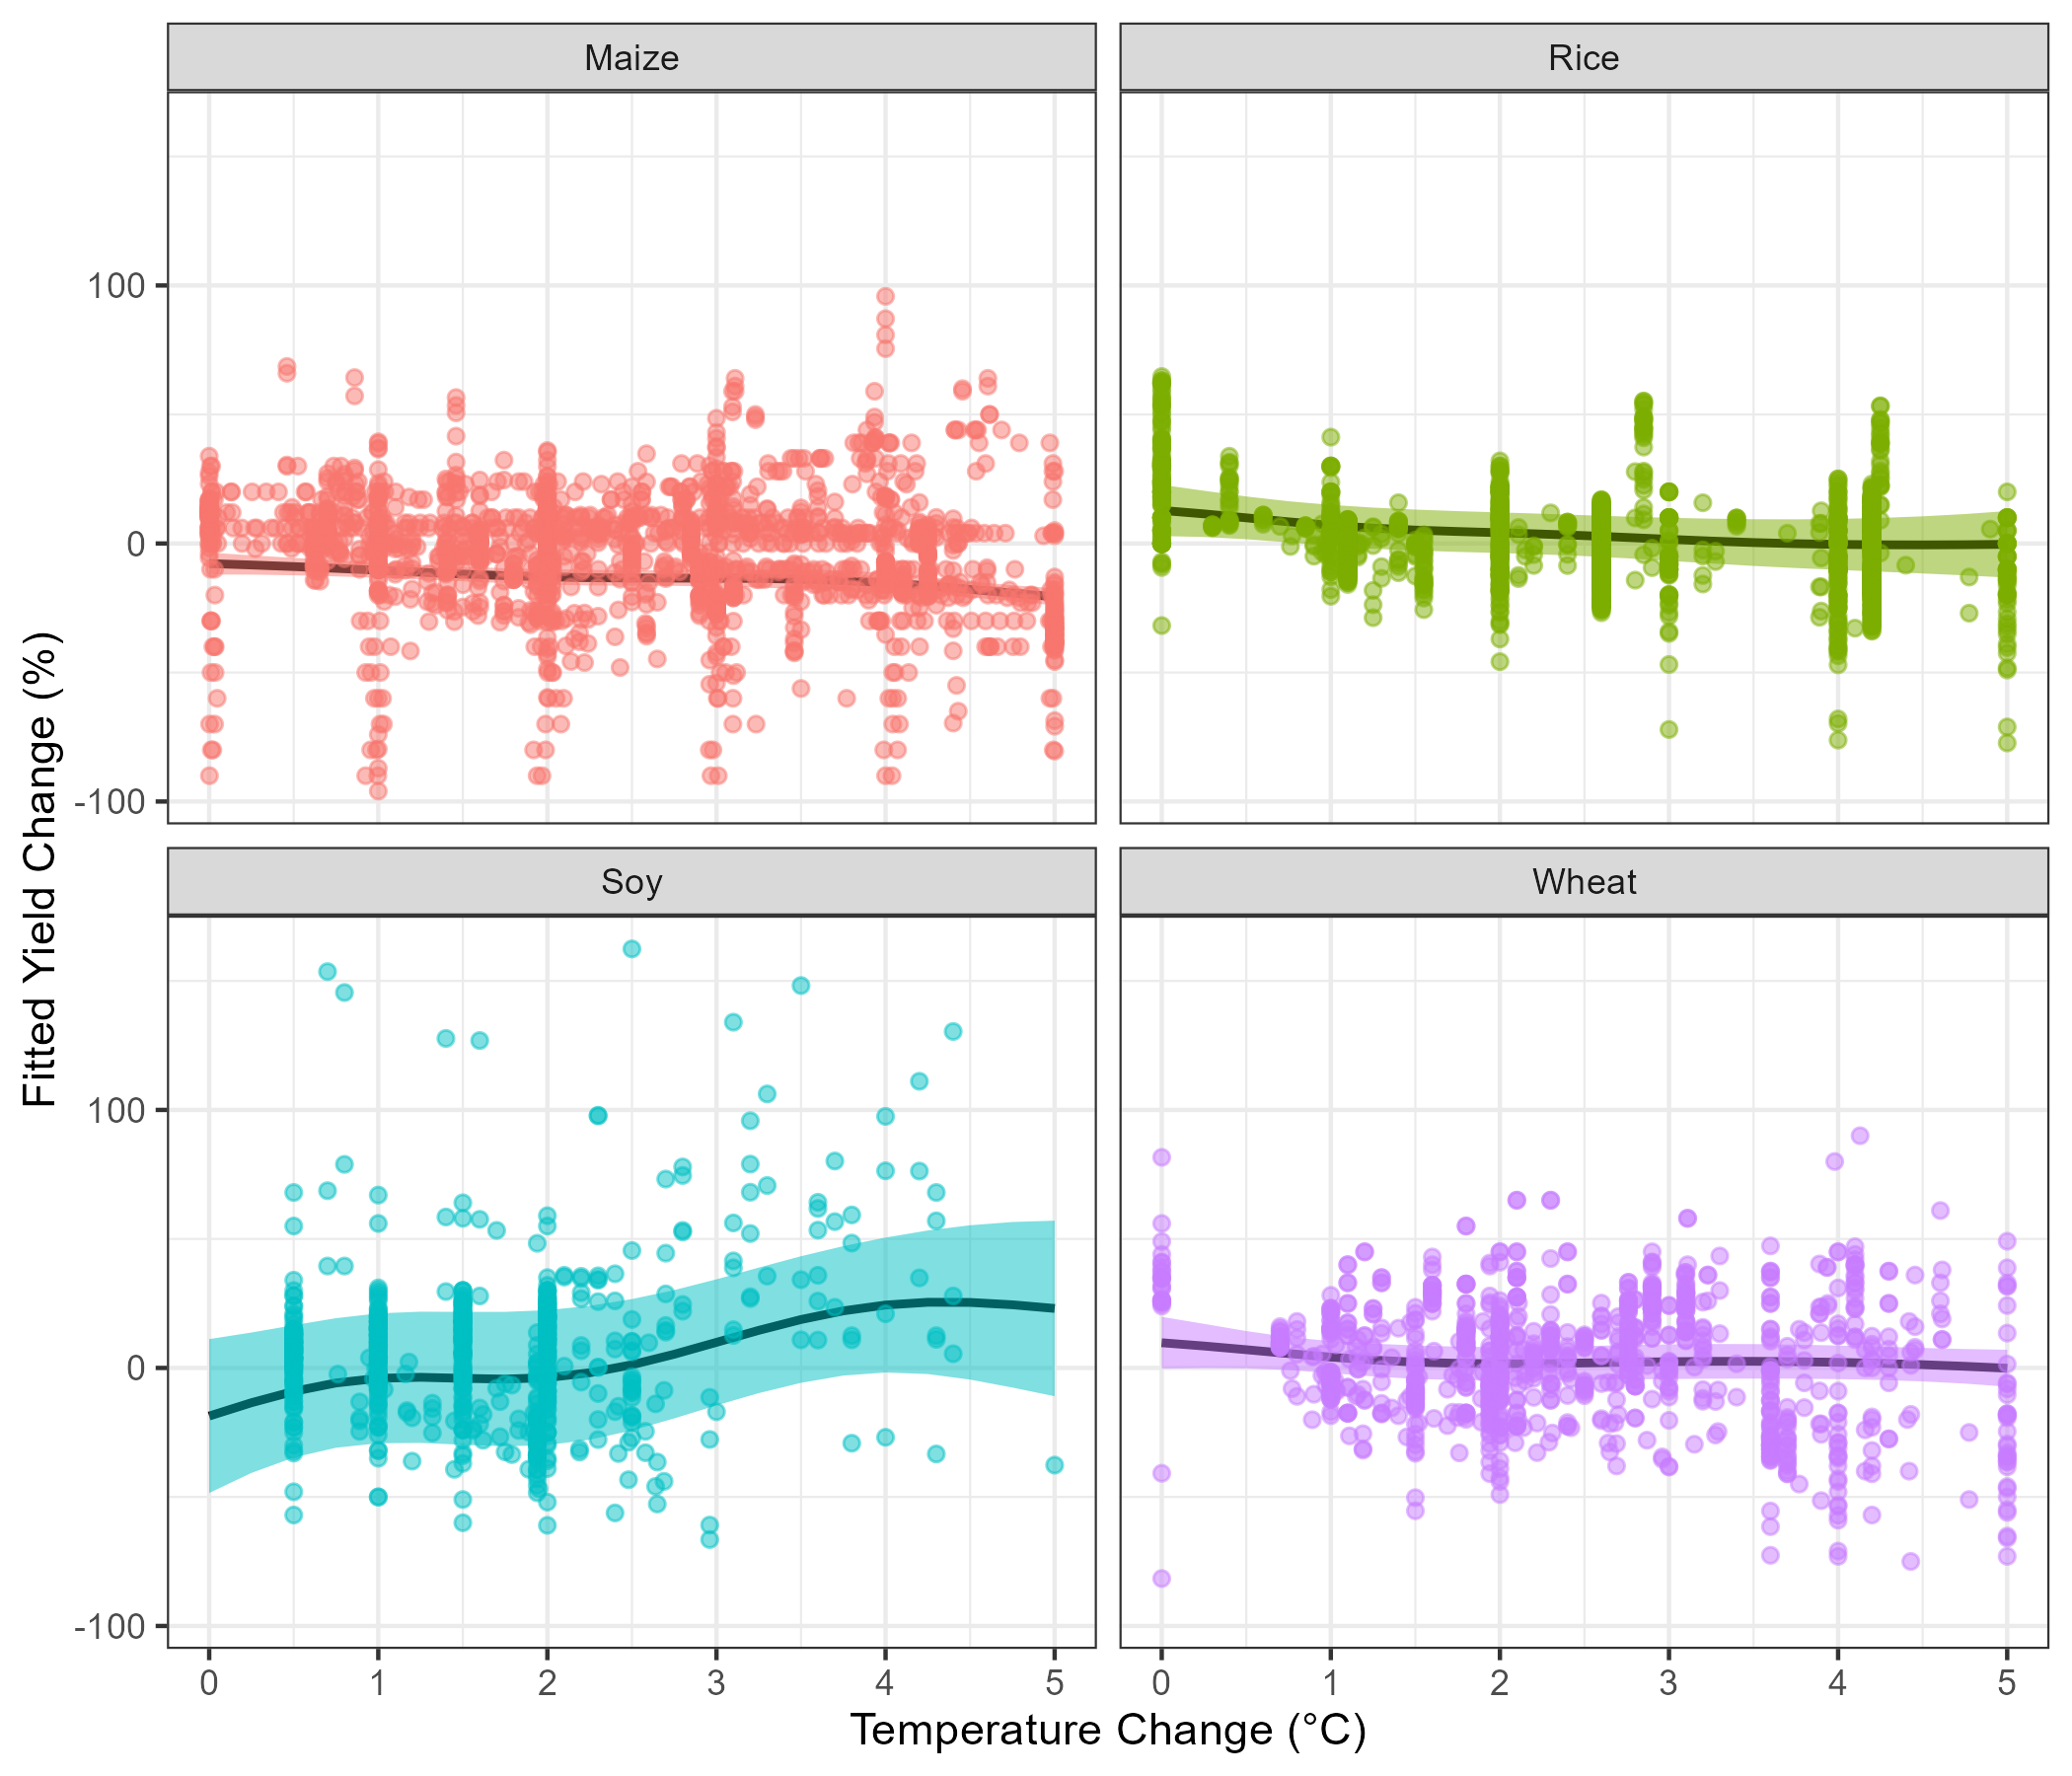 Maize
Rice
100
0
-100
Soy
Wheat
100
0
-100
0 1 2 3 4 5
0 1 2 3 4 5
Temperature Change (°C)
Fitted Yield Change (%)